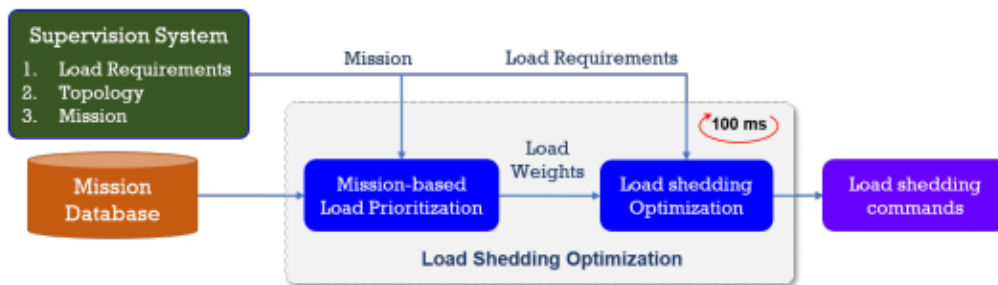 Supervision System
1. Load Requirements
2. Topology
3. Mission
Mission
Load Requirements
100 ms
Mission
Database
Mission-based
Load Prioritization
Load
Weights
Load shedding
Optimization
Load shedding
commands
Load Shedding Optimization